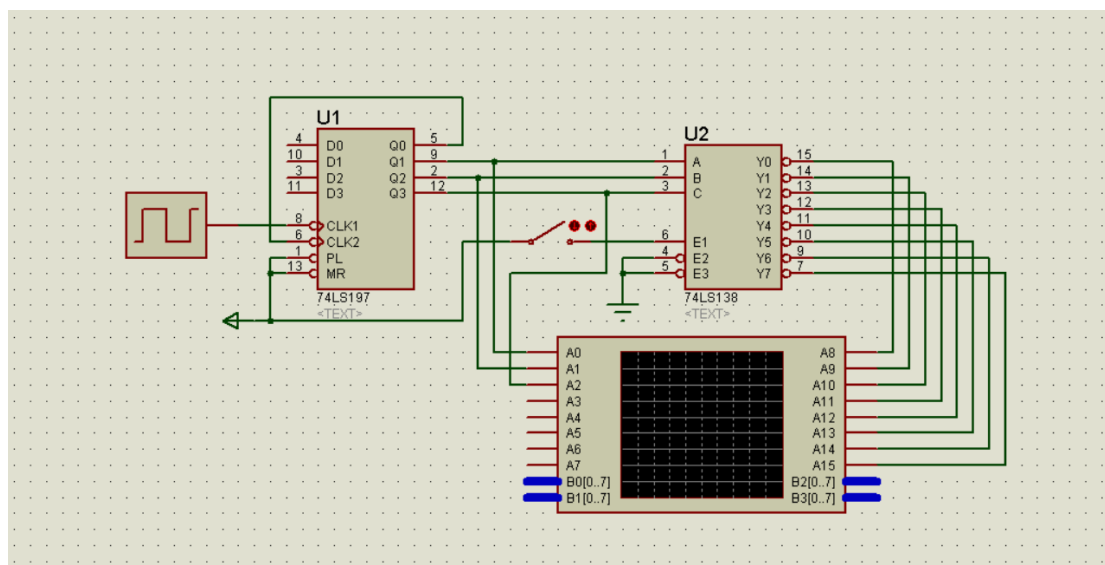 U1
4 D0 Q0 5
10 D1 Q1 9
3 D2 Q2 2
11 D3 Q3 12
8 CLK1
6 CLK2
1 PL
13 MR
74LS197
<TEXT>
U2
1 A Y0 15
2 B Y1 14
3 C Y2 13
Y3 12
Y4 11
6 E1 Y5 10
4 E2 Y6 9
5 E3 Y7 7
74LS138
<TEXT>
A0 A8
A1 A9
A2 A10
A3 A11
A4 A12
A5 A13
A6 A14
A7 A15
B0[0..7] B2[0..7]
B1[0..7] B3[0..7]